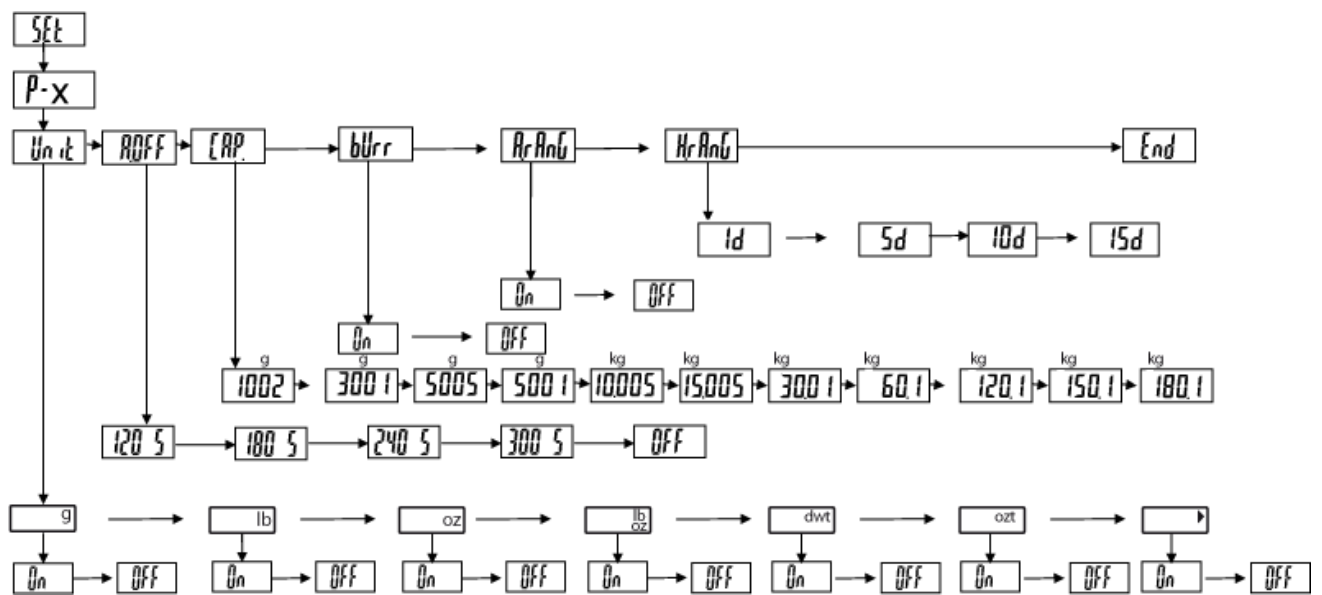 SEt
P-x
Unit A.OFF CAP. bUrr A.rAnG H.rAnG End
1d 5d 10d 15d
On OFF
On OFF
g g g g kg kg kg kg kg kg kg
1002 3001 5005 5001 10.005 15.005 30.01 60.1 120.1 150.1 180.1
120 S 180 S 240 S 300 S OFF
g lb oz lb oz dwt ozt
On OFF On OFF On OFF On OFF On OFF On OFF On OFF